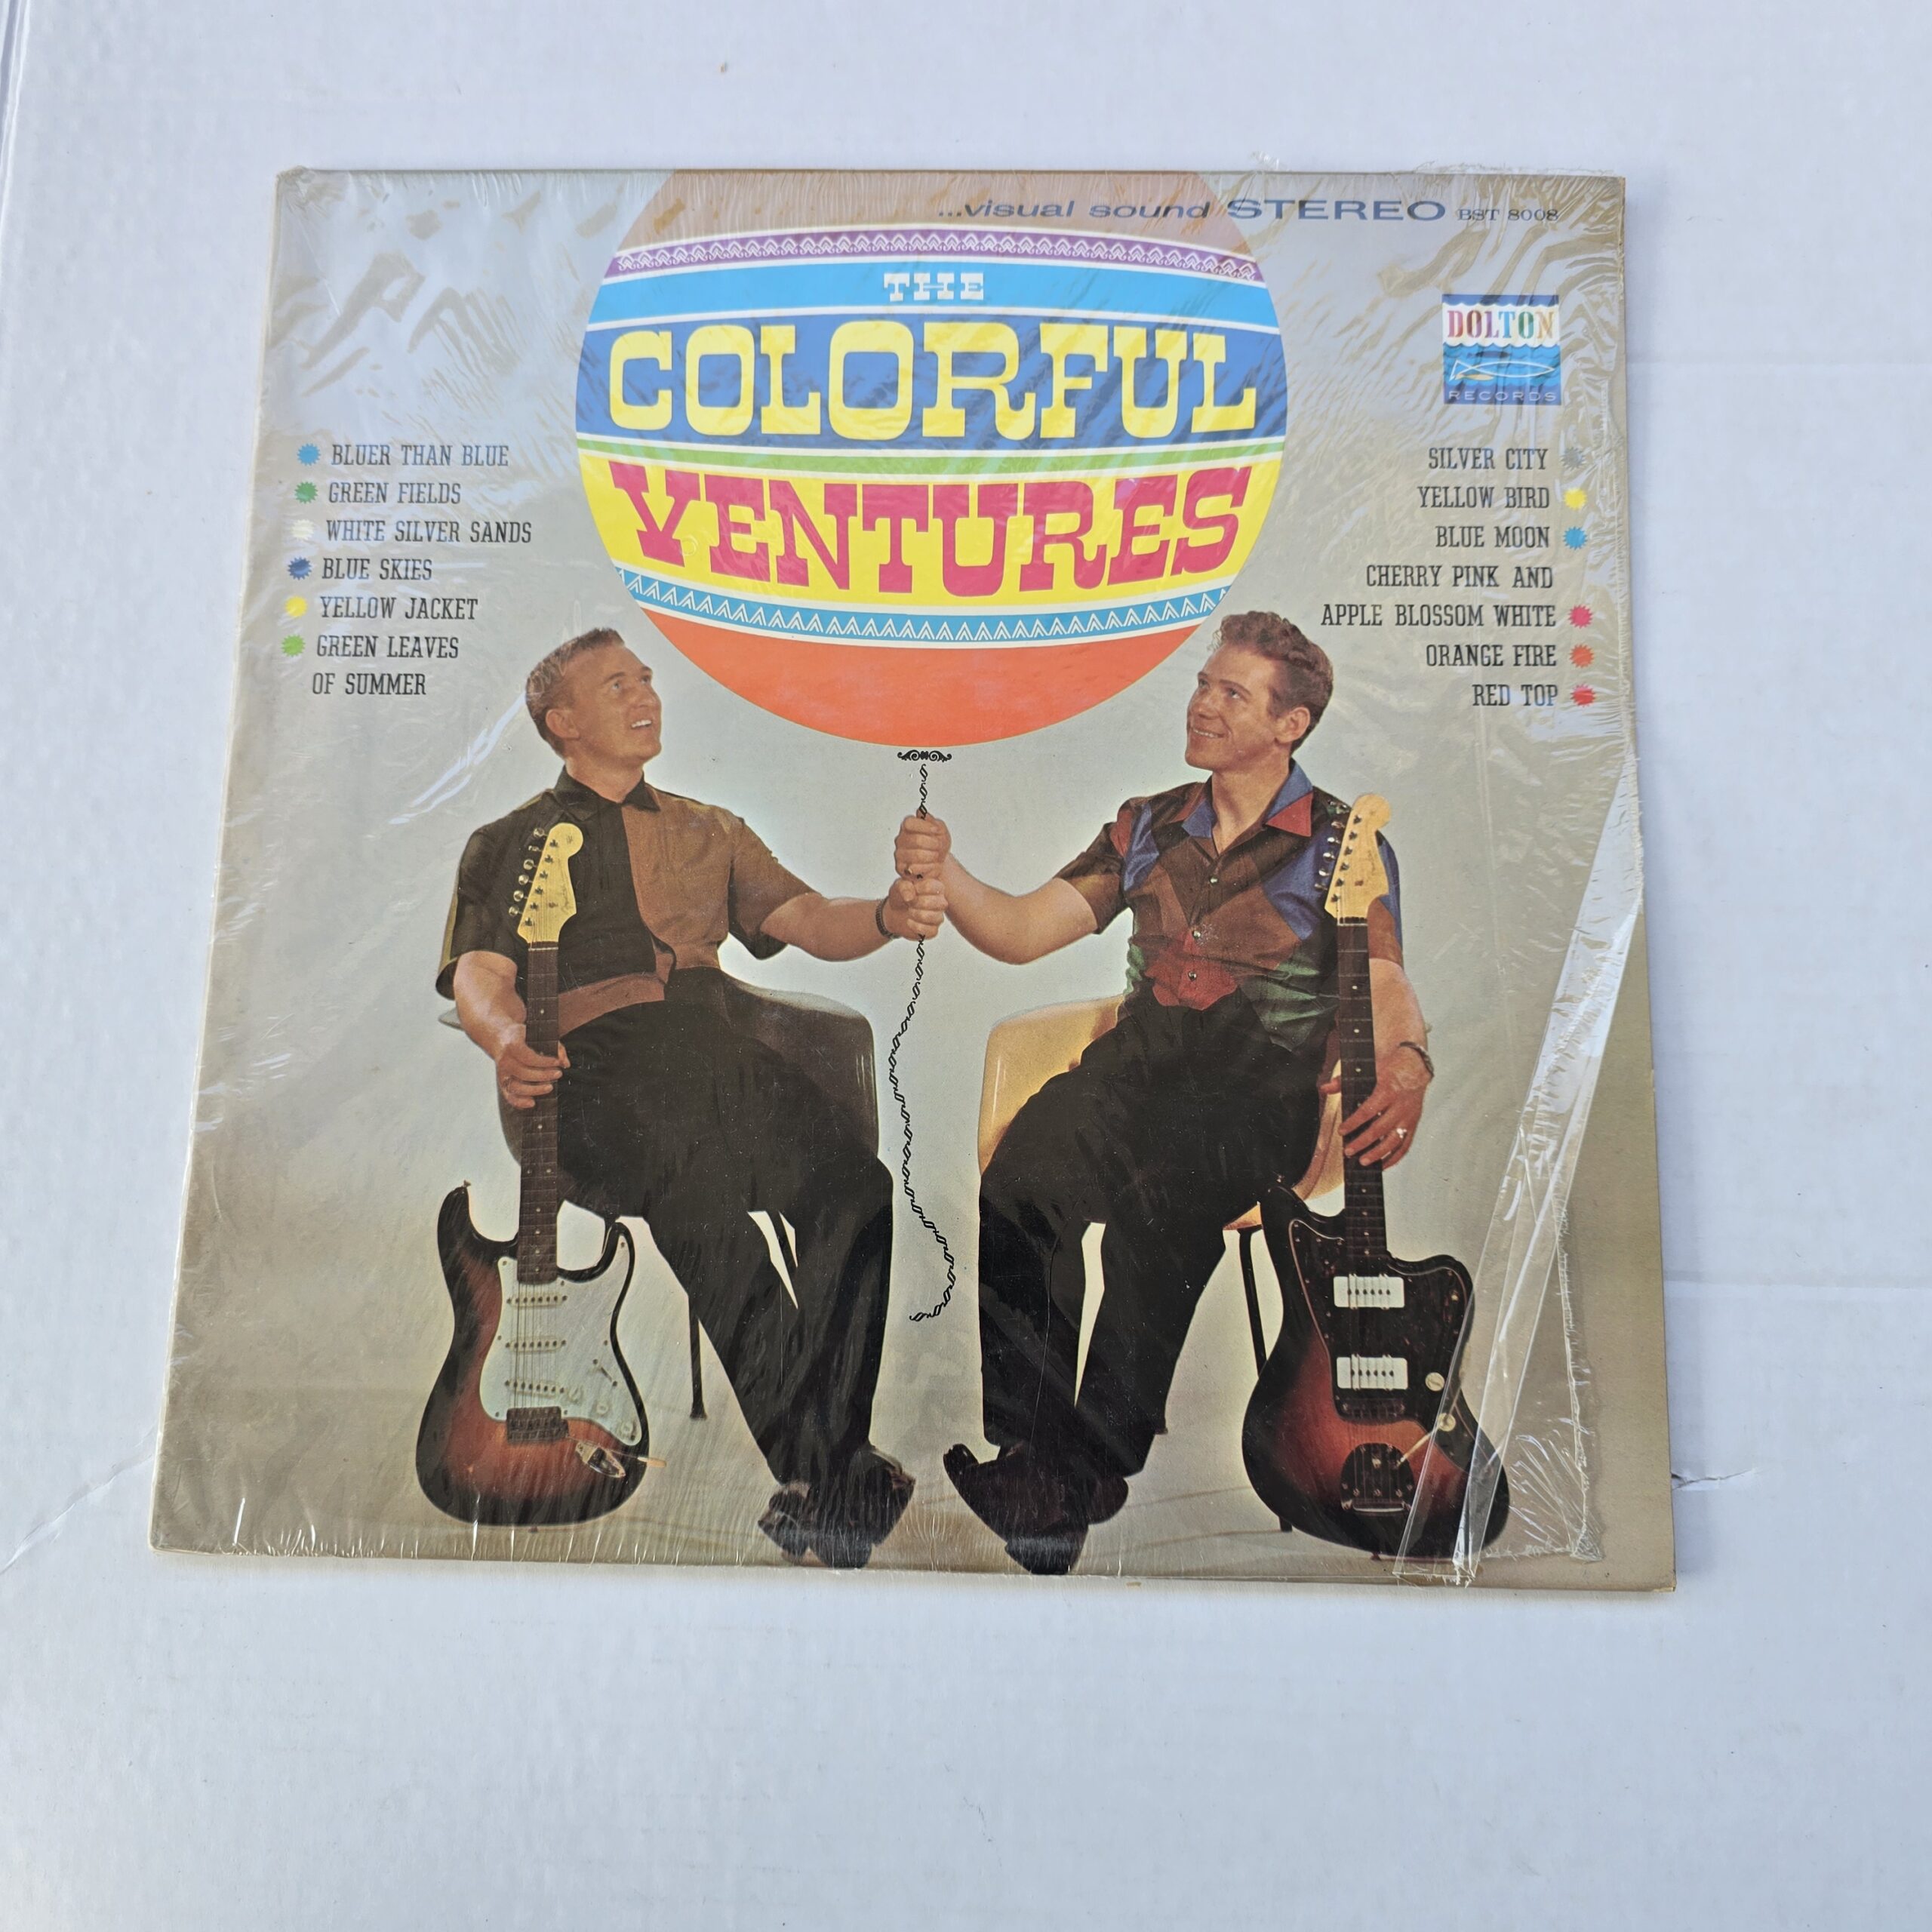 ...visual sound STEREO BST 8008
THE
COLORFUL
VENTURES
DOLTON
RECORDS
BLUER THAN BLUE
GREEN FIELDS
WHITE SILVER SANDS
BLUE SKIES
YELLOW JACKET
GREEN LEAVES
OF SUMMER
SILVER CITY
YELLOW BIRD
BLUE MOON
CHERRY PINK AND
APPLE BLOSSOM WHITE
ORANGE FIRE
RED TOP
Fender